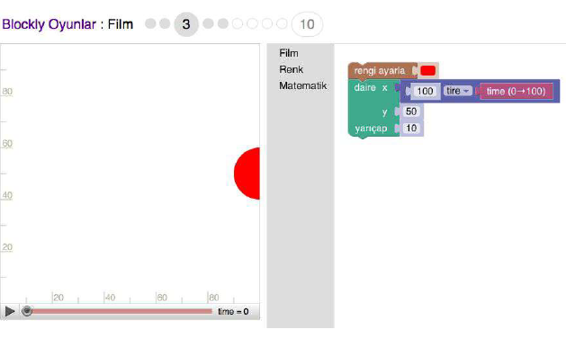 Blockly Oyunlar : Film 3 10
Film
Renk
Matematik
rengi ayarla
daire x 100 tire time (0→100)
y 50
yarıçap 10
80
60
40
20
20 40 60 80
time = 0